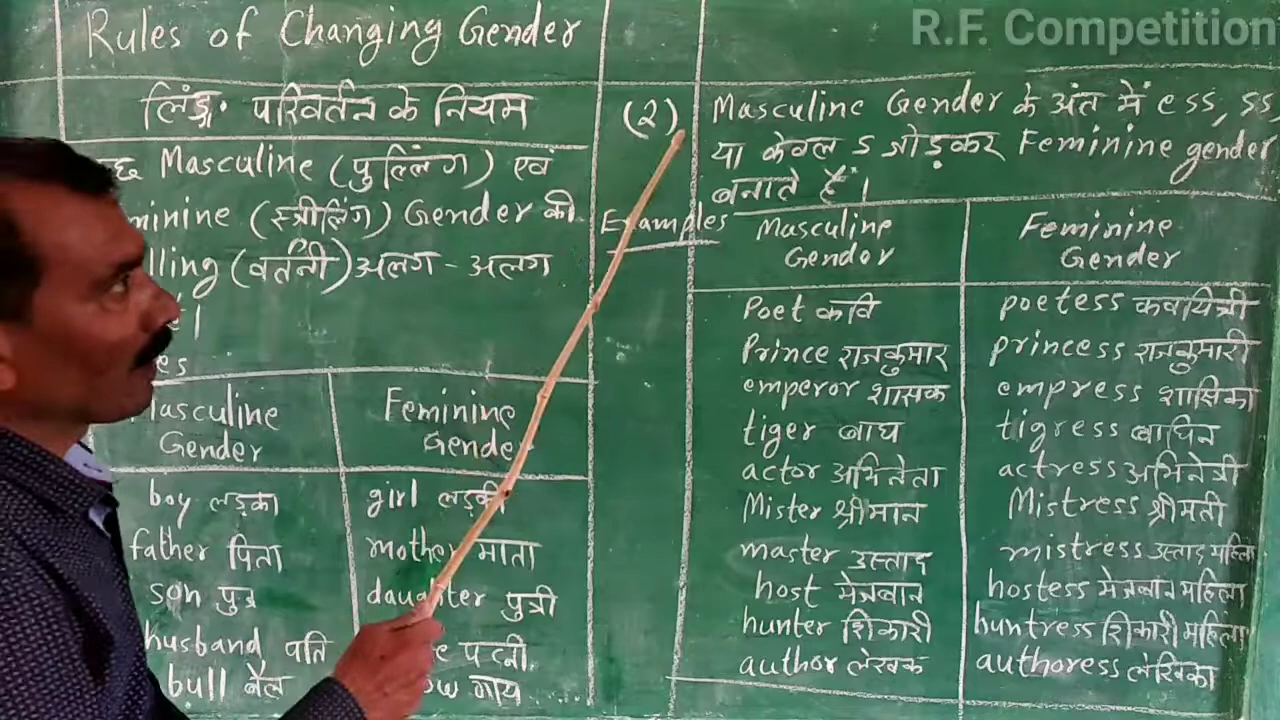 R.F. Competition
Rules of Changing Gender
लिंङ्ग परिवर्तन के नियम
छ Masculine (पुल्लिंग) एवं
minine (स्त्रीलिंग) Gender की
lling (वर्तनी) अलग - अलग
es
Masculine Gender | Feminine Gender
boy लड़का | girl लड़की
father पिता | mother माता
son पुत्र | daughter पुत्री
husband पति | e पत्नी
bull बैल | ow गाय
(२) Masculine Gender के अंत में ess, ss,
या केवल s जोड़कर Feminine gender
बनाते हैं।
Examples
Masculine Gender | Feminine Gender
Poet कवि | poetess कवयित्री
Prince राजकुमार | princess राजकुमारी
emperor शासक | empress शासिका
tiger बाघ | tigress बाघिन
actor अभिनेता | actress अभिनेत्री
Mister श्रीमान | Mistress श्रीमती
master उस्ताद | mistress उस्ताद महिला
host मेजबान | hostess मेजबान महिला
hunter शिकारी | huntress शिकारी महिला
author लेखक | authoress लेखिका